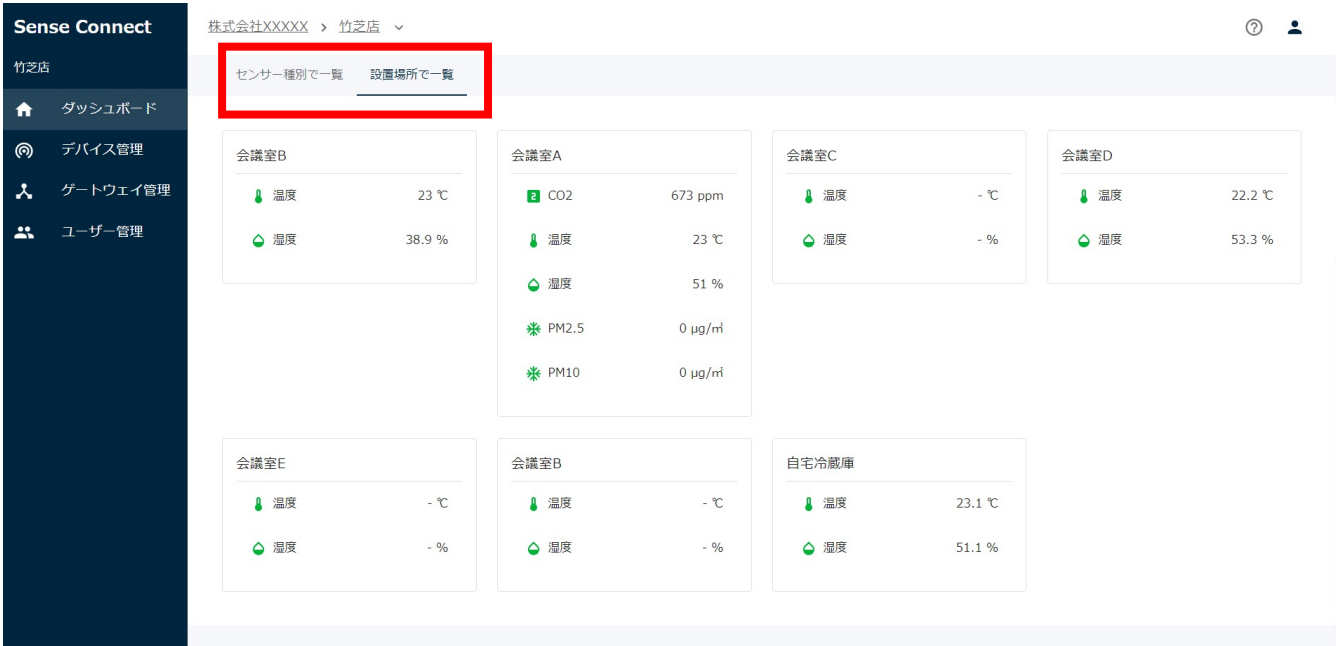 Sense Connect
竹芝店
ダッシュボード
デバイス管理
ゲートウェイ管理
ユーザー管理
株式会社XXXXX > 竹芝店
センサー種別で一覧 設置場所で一覧
会議室B
温度 23 ℃
湿度 38.9 %
会議室A
CO2 673 ppm
温度 23 ℃
湿度 51 %
PM2.5 0 μg/㎥
PM10 0 μg/㎥
会議室C
温度 - ℃
湿度 - %
会議室D
温度 22.2 ℃
湿度 53.3 %
会議室E
温度 - ℃
湿度 - %
会議室B
温度 - ℃
湿度 - %
自宅冷蔵庫
温度 23.1 ℃
湿度 51.1 %